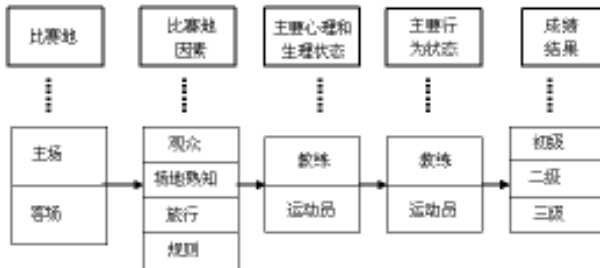 比赛地
比赛地
因素
主要心理和
生理状态
主要行
为状态
成绩
结果
主场
客场
观众
场地熟知
旅行
规则
教练
运动员
教练
运动员
初级
二级
三级